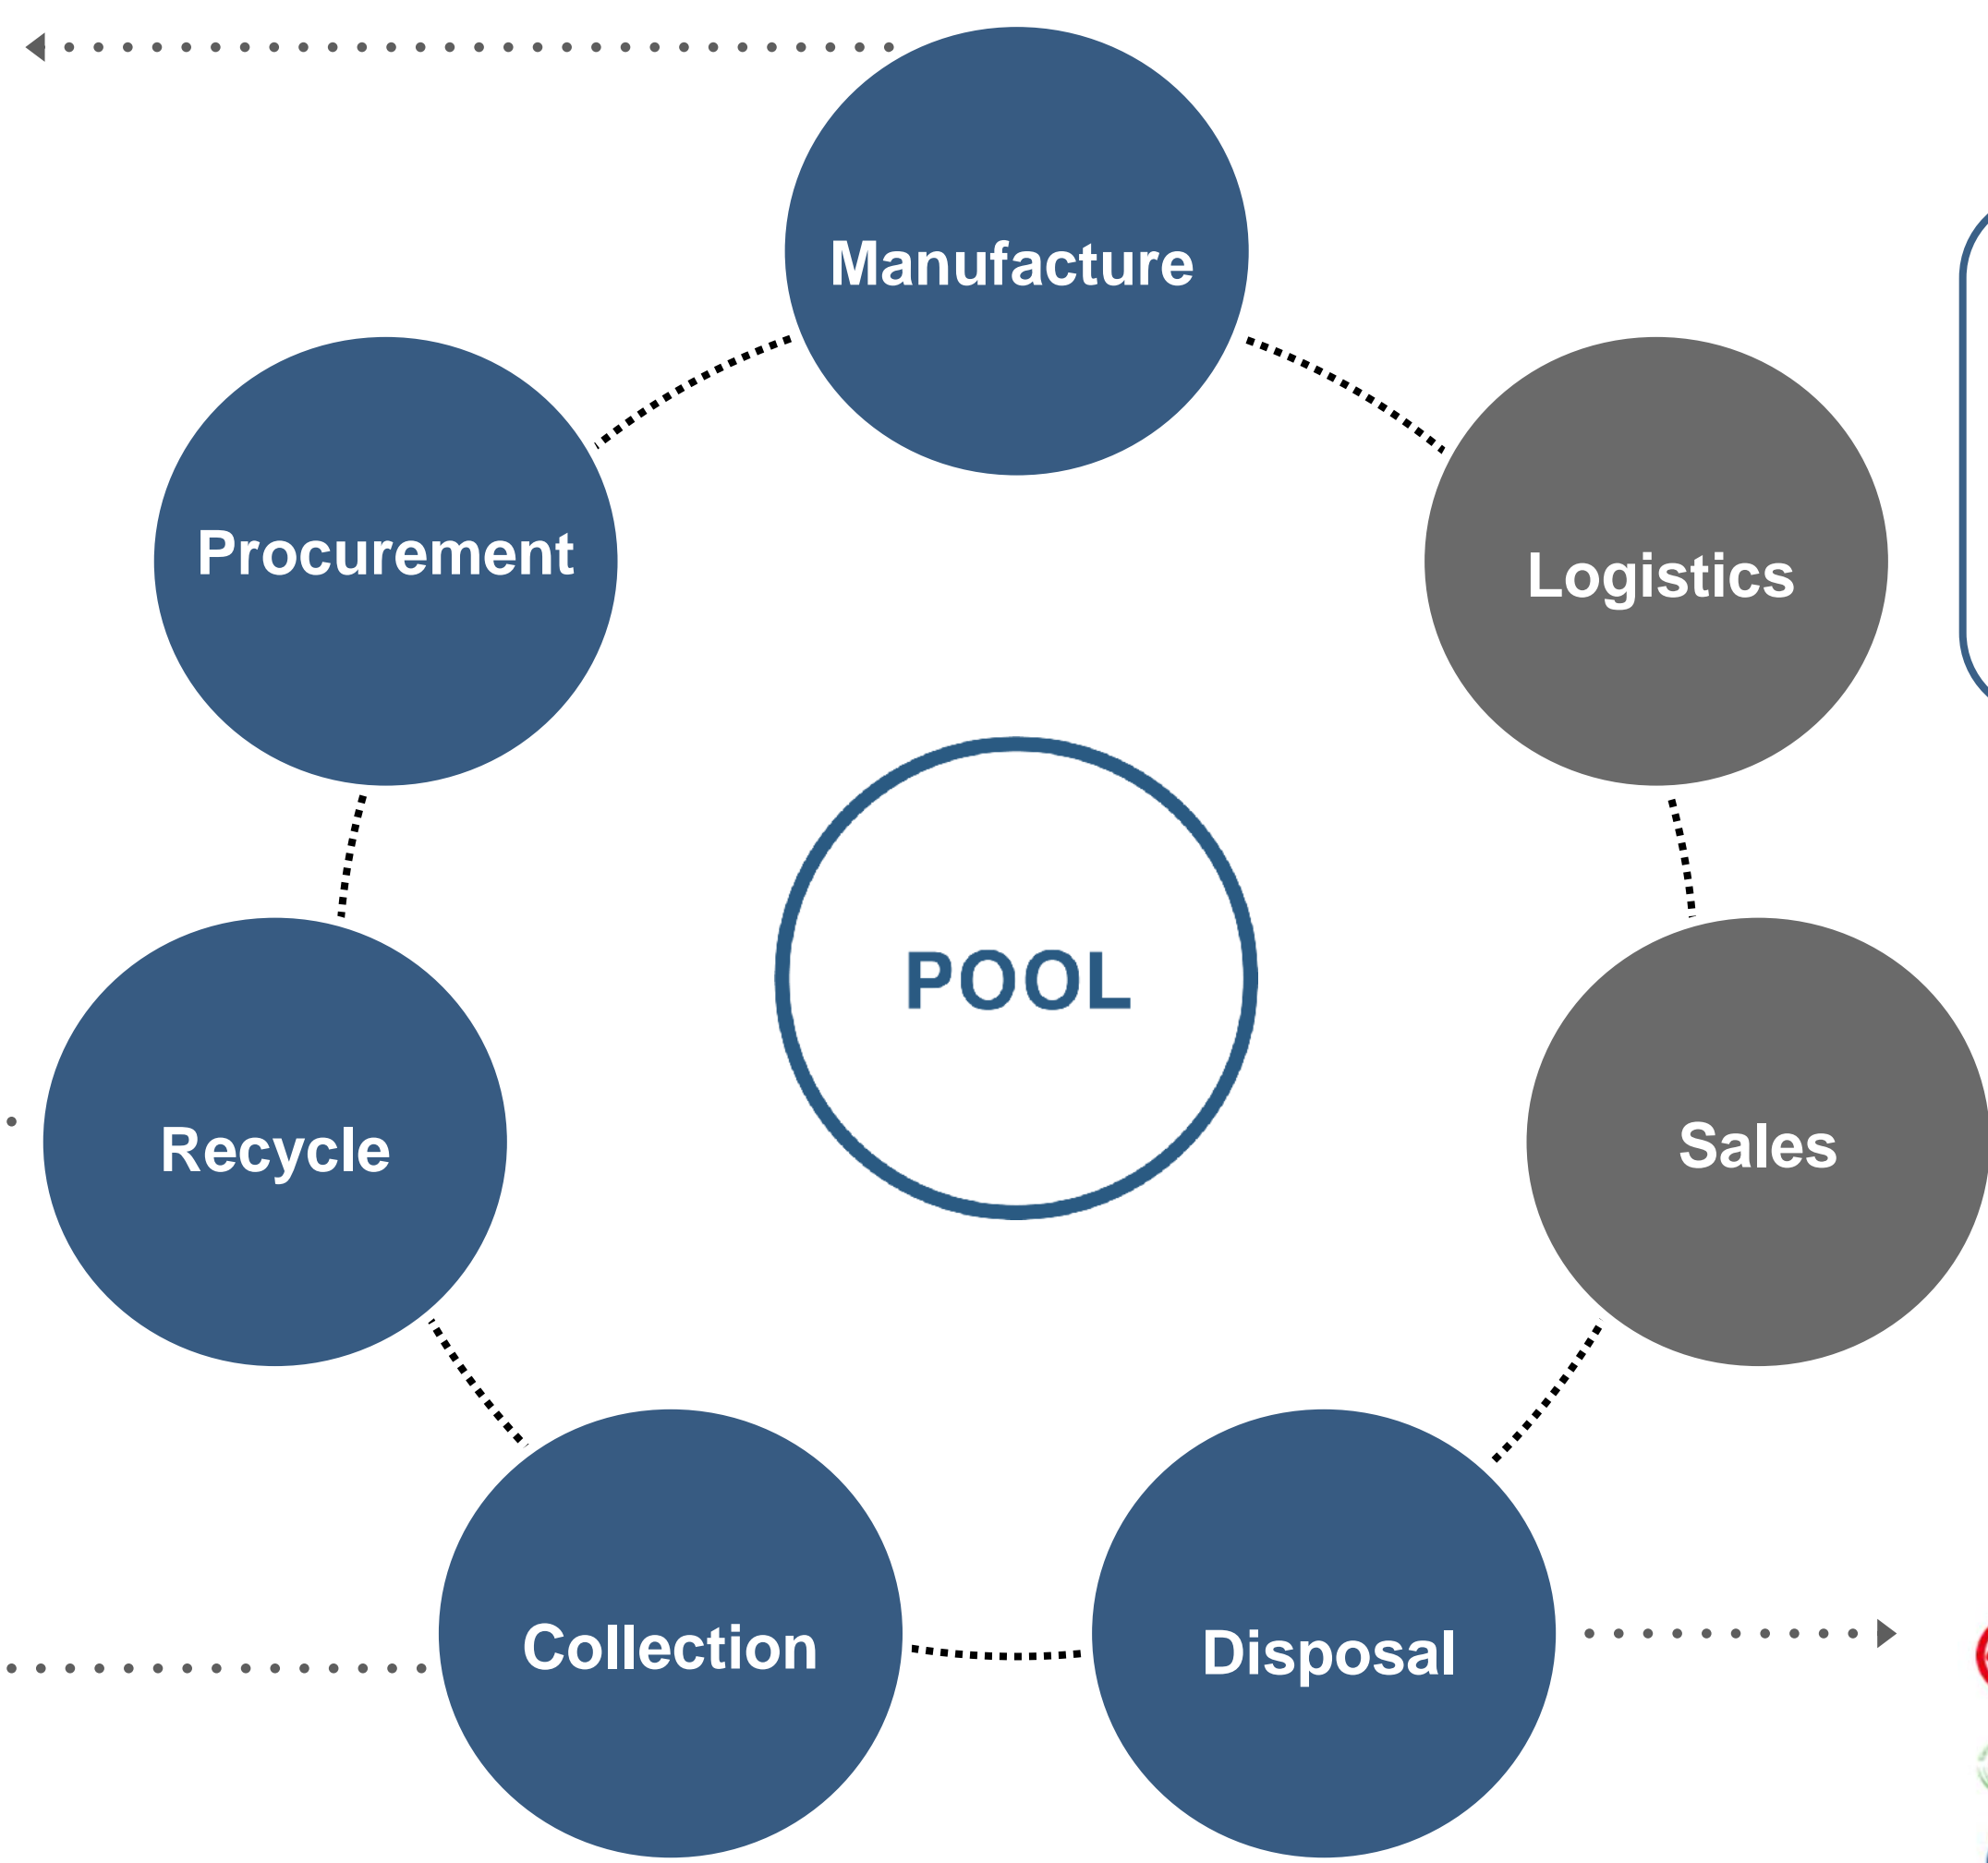 Manufacture
Procurement
Logistics
POOL
Recycle
Sales
Collection
Disposal